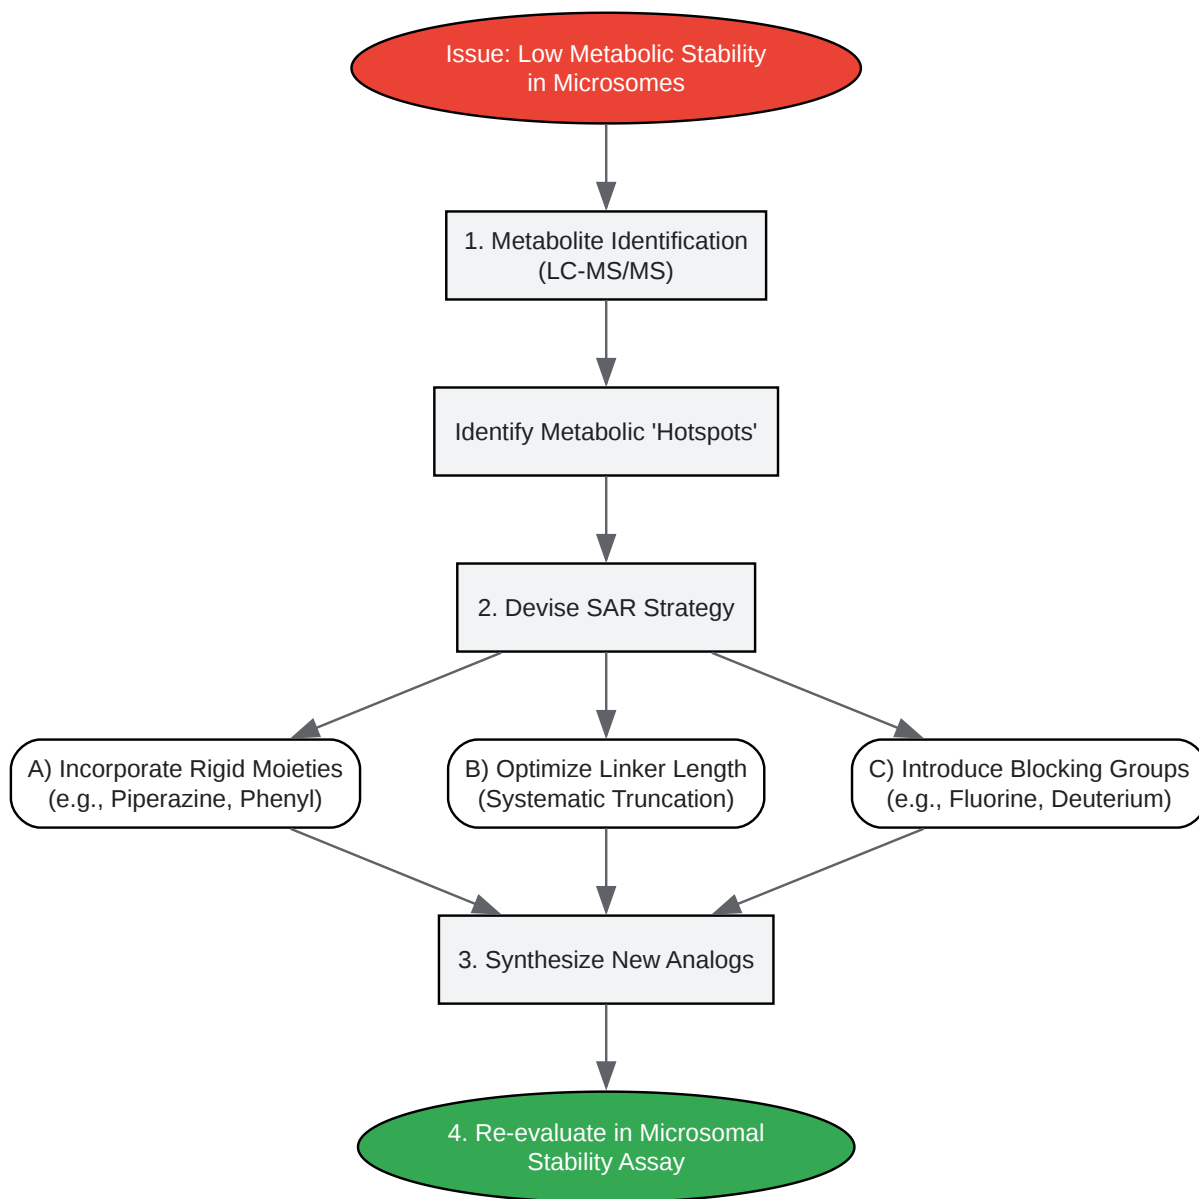 Issue: Low Metabolic Stability
in Microsomes
1. Metabolite Identification
(LC-MS/MS)
Identify Metabolic 'Hotspots'
2. Devise SAR Strategy
A) Incorporate Rigid Moieties
(e.g., Piperazine, Phenyl)
B) Optimize Linker Length
(Systematic Truncation)
C) Introduce Blocking Groups
(e.g., Fluorine, Deuterium)
3. Synthesize New Analogs
4. Re-evaluate in Microsomal
Stability Assay